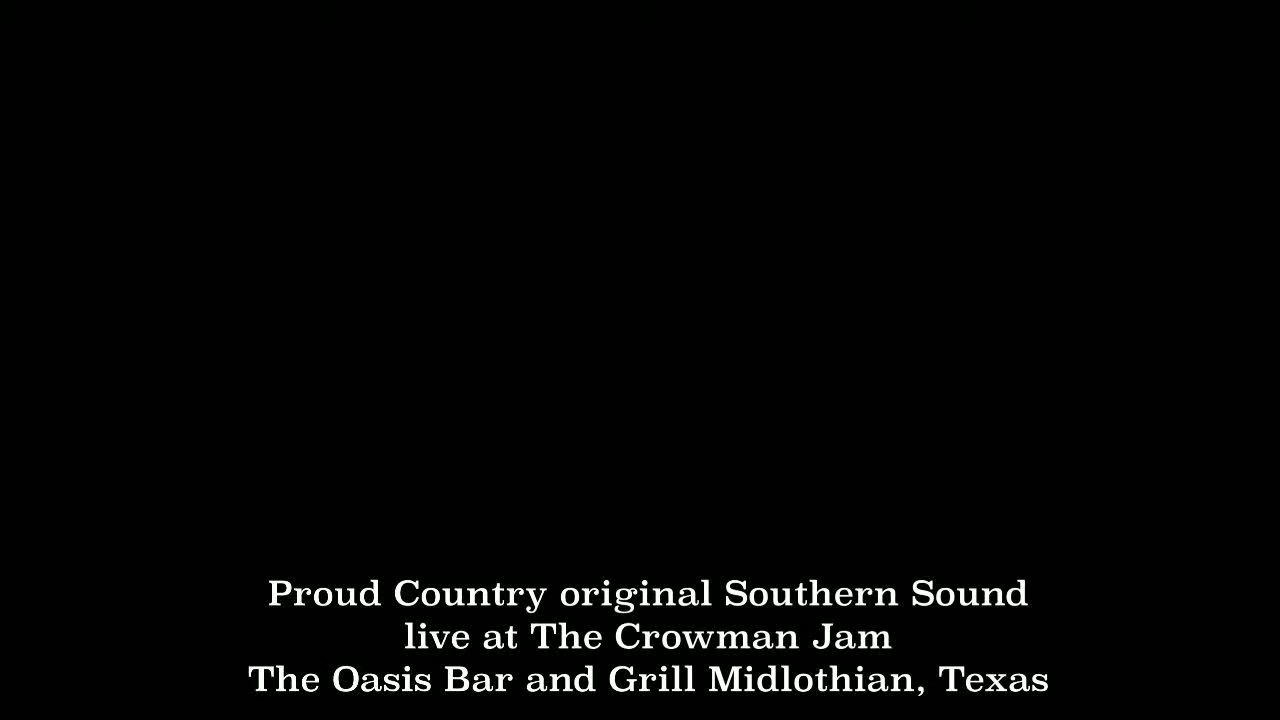 Proud Country original Southern Sound
live at The Crowman Jam
The Oasis Bar and Grill Midlothian, Texas